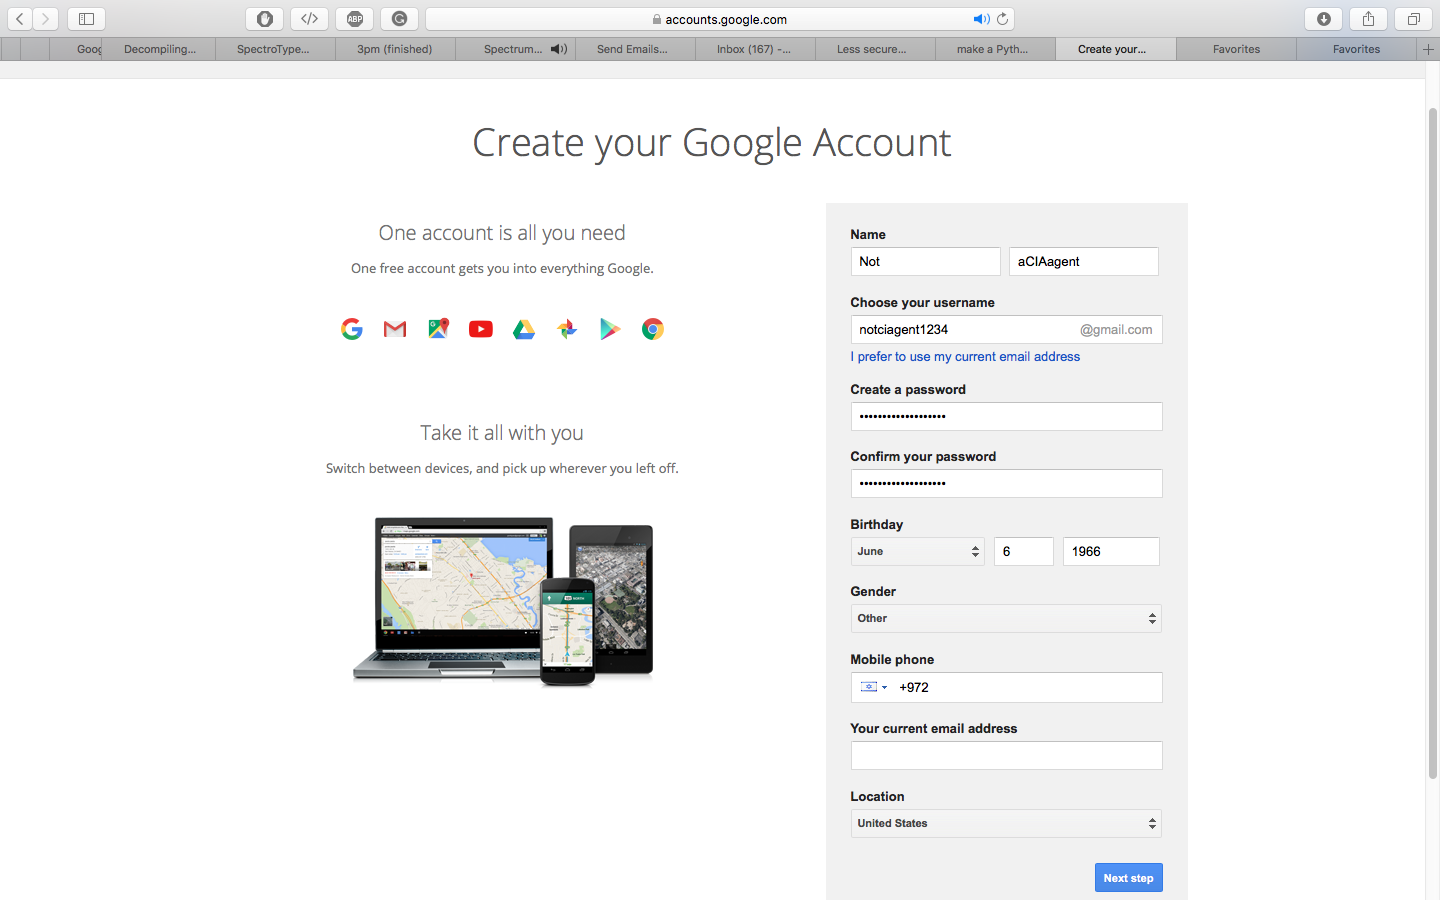 ABP
accounts.google.com
Goog
Decompiling...
SpectroType...
3pm (finished)
Spectrum...
Send Emails...
Inbox (167) -...
Less secure...
make a Pyth...
Create your...
Favorites
Favorites
Create your Google Account
One account is all you need
One free account gets you into everything Google.
Take it all with you
Switch between devices, and pick up wherever you left off.
Name
Not
aCIAagent
Choose your username
notciagent1234
@gmail.com
I prefer to use my current email address
Create a password
•••••••••••••••••••
Confirm your password
•••••••••••••••••••
Birthday
June
6
1966
Gender
Other
Mobile phone
+972
Your current email address
Location
United States
Next step